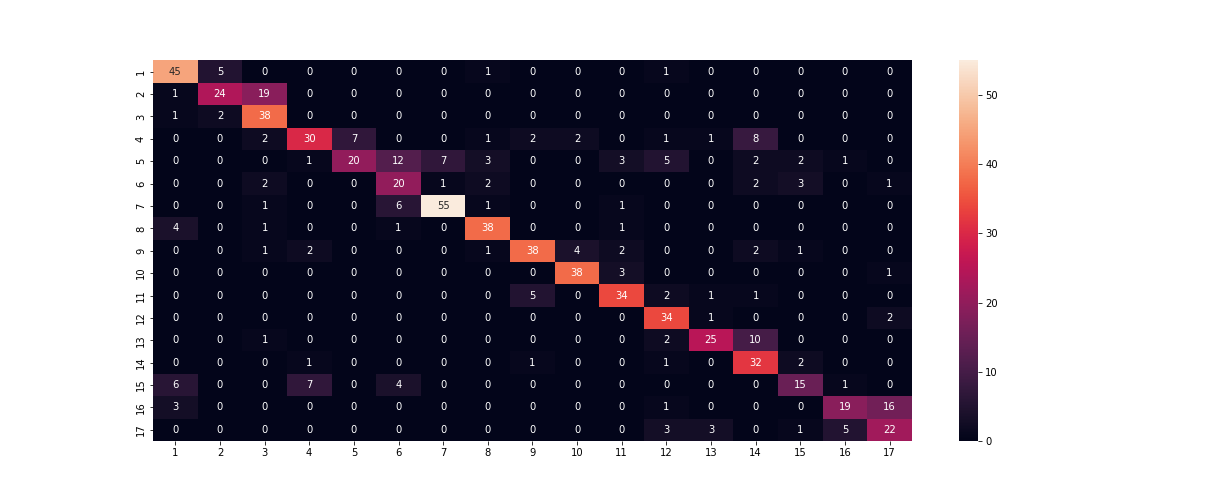 1 45 5 0 0 0 0 0 1 0 0 0 1 0 0 0 0 0
2 1 24 19 0 0 0 0 0 0 0 0 0 0 0 0 0 0
50
3 1 2 38 0 0 0 0 0 0 0 0 0 0 0 0 0 0
4 0 0 2 30 7 0 0 1 2 2 0 1 1 8 0 0 0
40
5 0 0 0 1 20 12 7 3 0 0 3 5 0 2 2 1 0
6 0 0 2 0 0 20 1 2 0 0 0 0 0 2 3 0 1
7 0 0 1 0 0 6 55 1 0 0 1 0 0 0 0 0 0
8 4 0 1 0 0 1 0 38 0 0 1 0 0 0 0 0 0
30
9 0 0 1 2 0 0 0 1 38 4 2 0 0 2 1 0 0
10 0 0 0 0 0 0 0 0 0 38 3 0 0 0 0 0 1
11 0 0 0 0 0 0 0 0 5 0 34 2 1 1 0 0 0
20
12 0 0 0 0 0 0 0 0 0 0 0 34 1 0 0 0 2
13 0 0 1 0 0 0 0 0 0 0 0 2 25 10 0 0 0
14 0 0 0 1 0 0 0 0 1 0 0 1 0 32 2 0 0
10
15 6 0 0 7 0 4 0 0 0 0 0 0 0 0 15 1 0
16 3 0 0 0 0 0 0 0 0 0 0 1 0 0 0 19 16
17 0 0 0 0 0 0 0 0 0 0 0 3 3 0 1 5 22
0
1 2 3 4 5 6 7 8 9 10 11 12 13 14 15 16 17